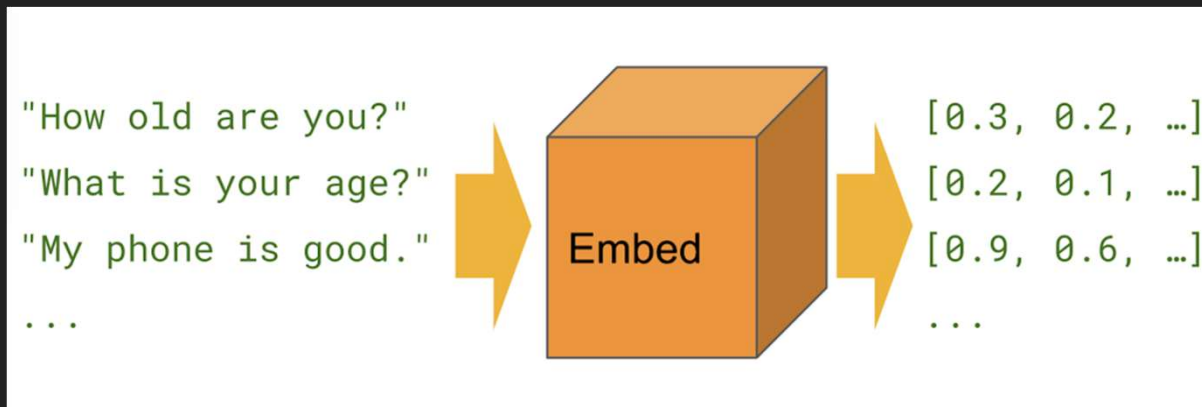 "How old are you?"
"What is your age?"
"My phone is good."
...
Embed
[0.3, 0.2, …]
[0.2, 0.1, …]
[0.9, 0.6, …]
...